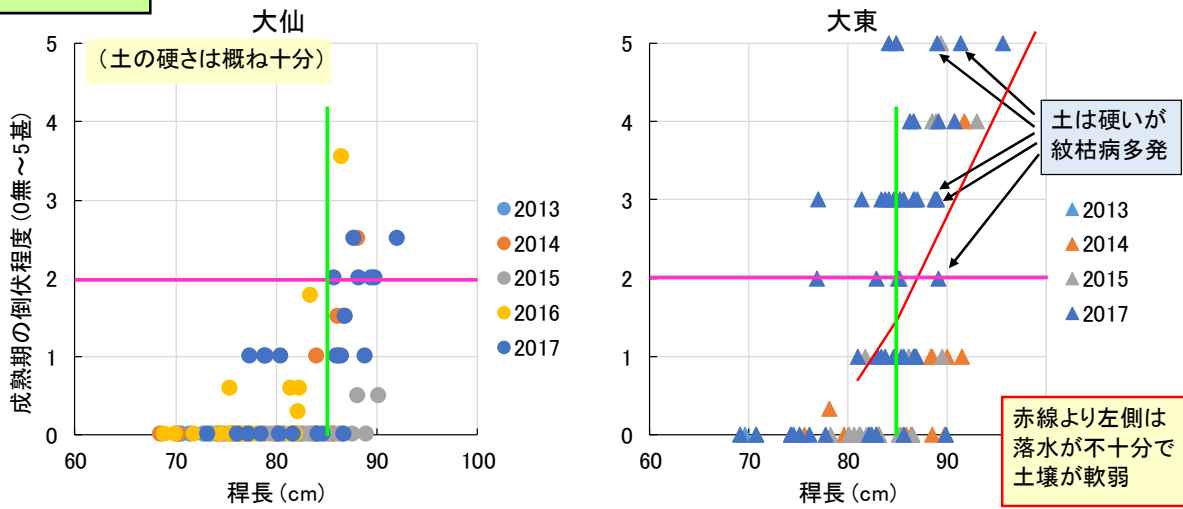 大仙
（土の硬さは概ね十分）
成熟期の倒伏程度（0無～5甚）
5
4
3
2
1
0
60
70
80
90
100
稈長（cm）
2013
2014
2015
2016
2017
大東
5
4
3
2
1
0
60
70
80
90
稈長（cm）
土は硬いが
紋枯病多発
2013
2014
2015
2017
赤線より左側は
落水が不十分で
土壌が軟弱